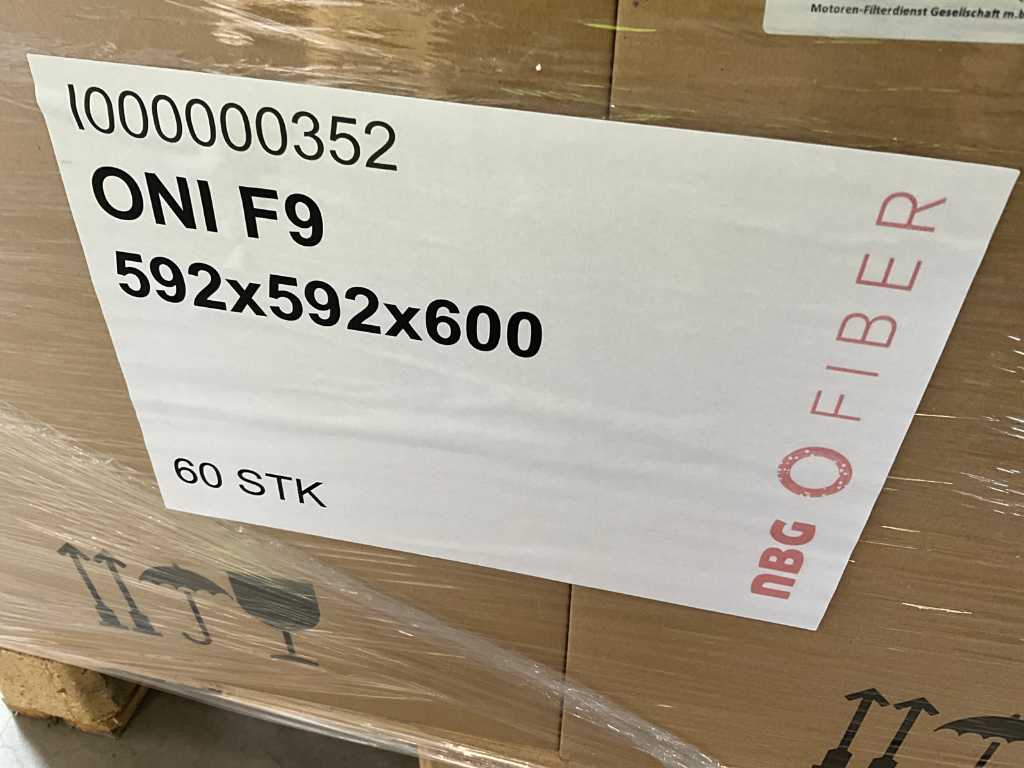 Motoren-Filterdienst Gesellschaft m.b
I000000352
ONI F9
592x592x600
60 STK
NBG FIBER